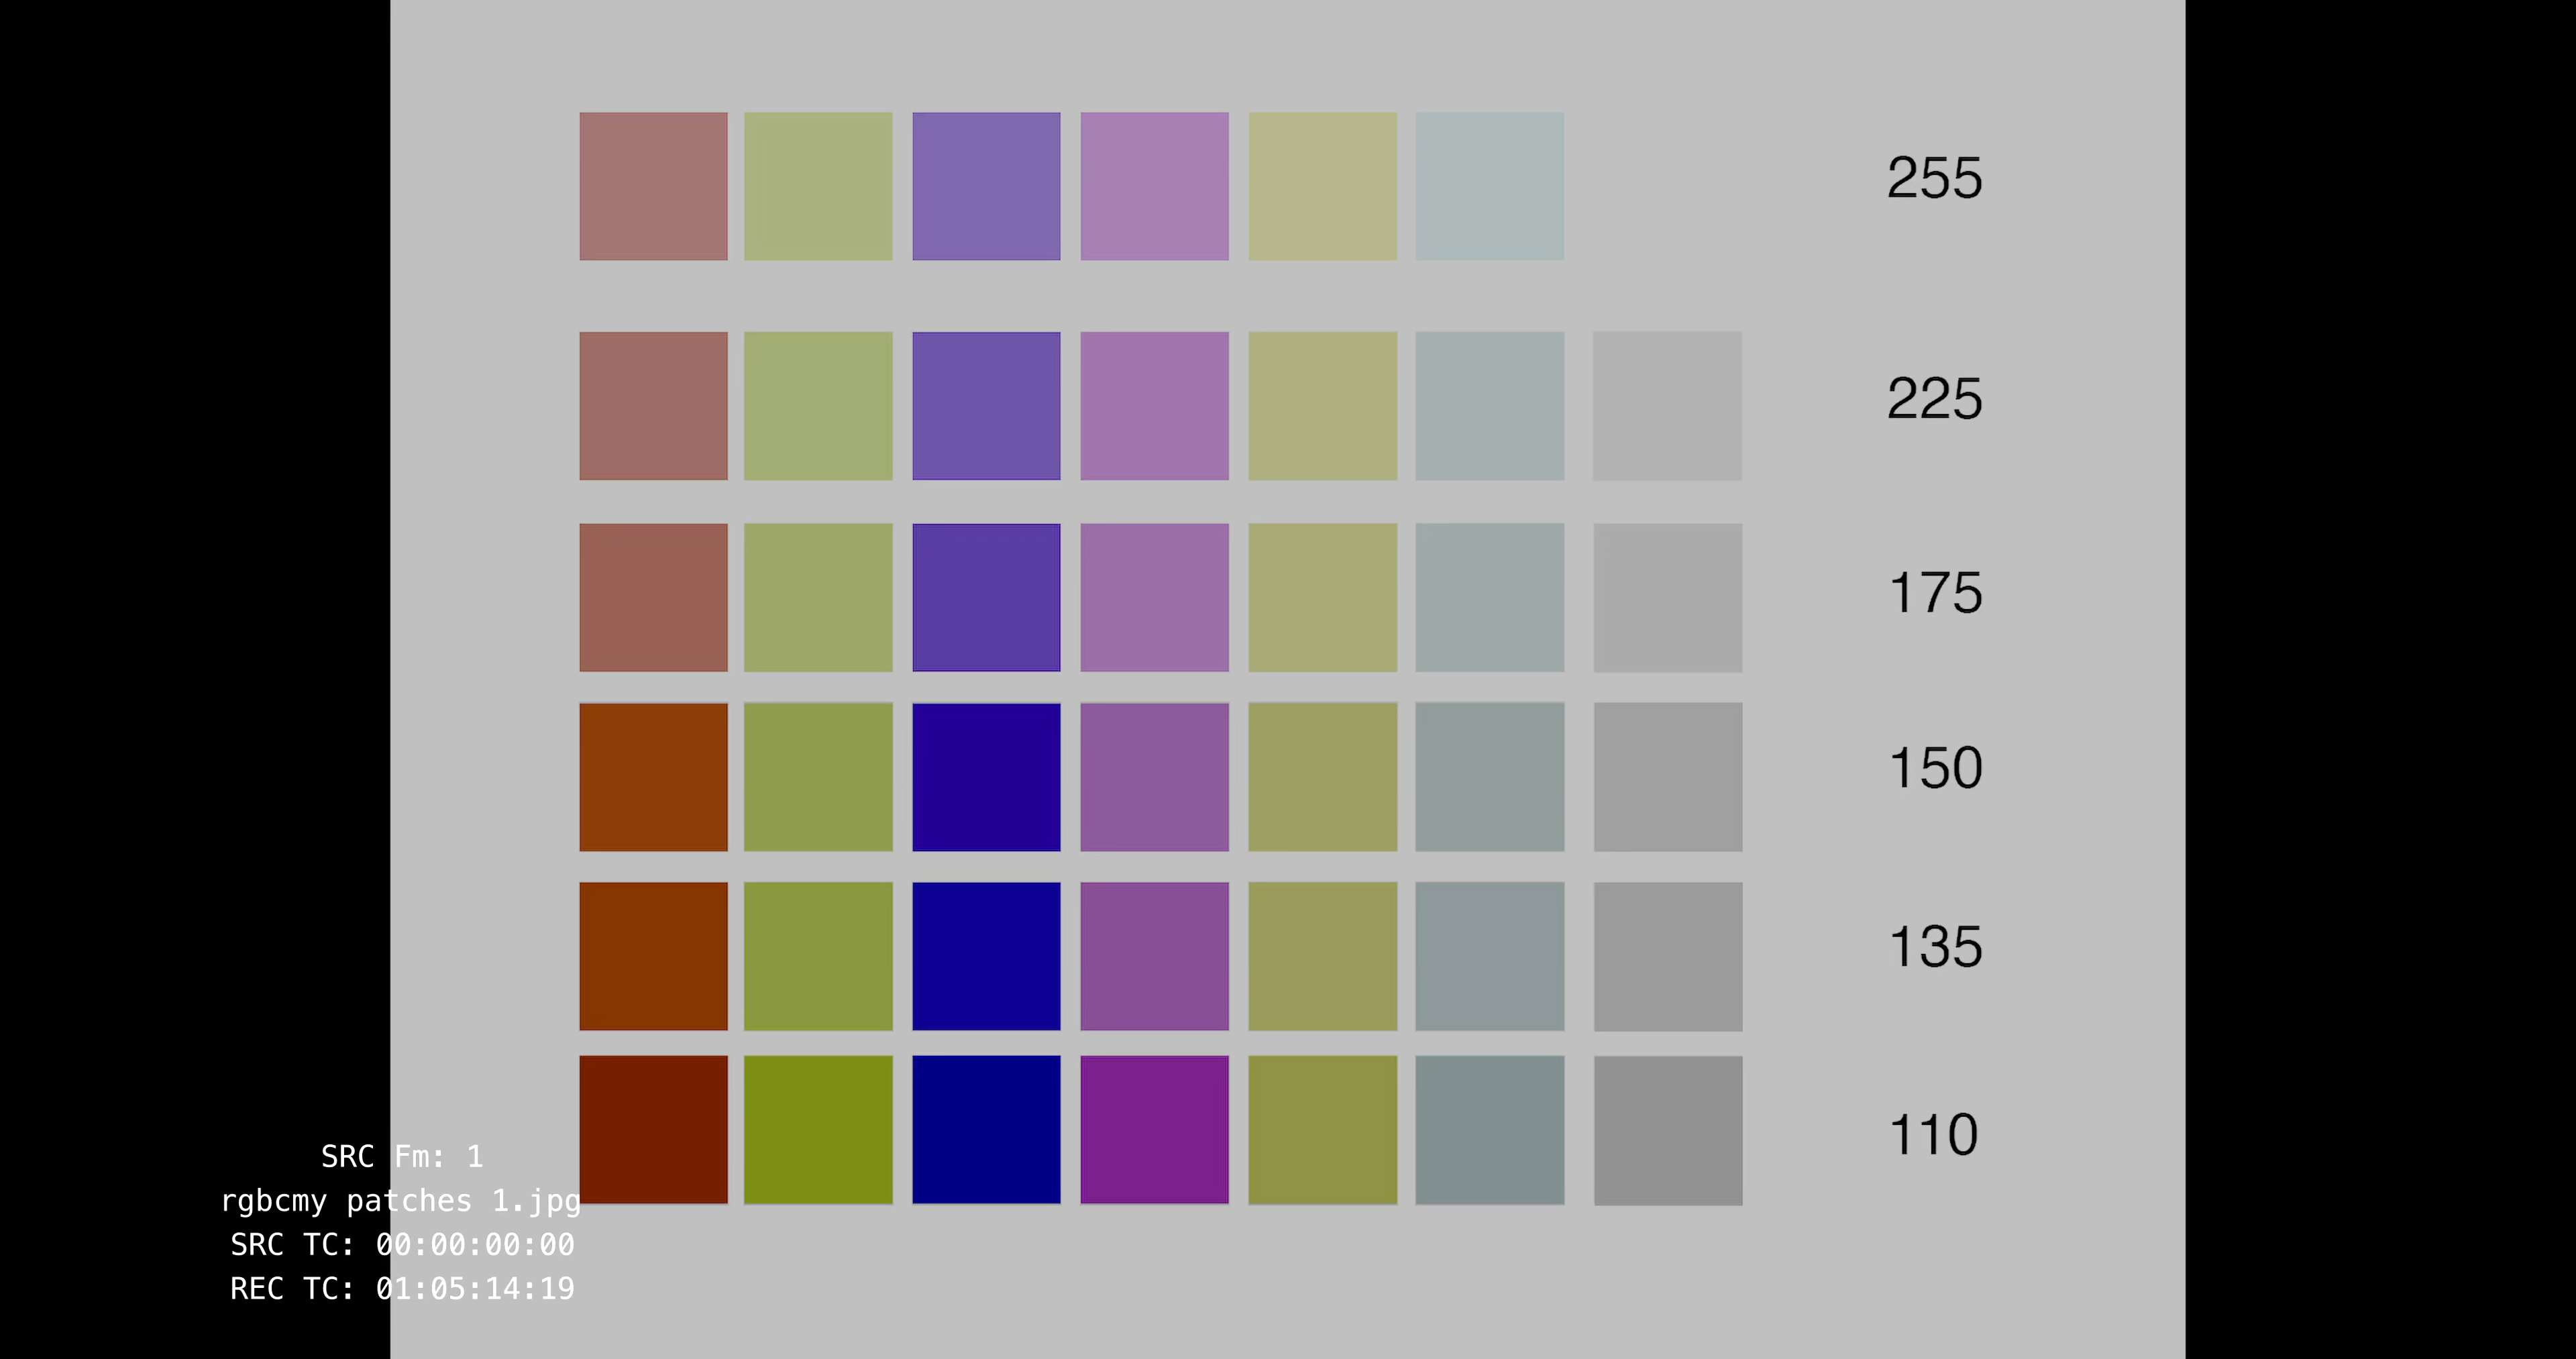 255
225
175
150
135
110
SRC Fm: 1
rgbcmy patches 1.jpg
SRC TC: 00:00:00:00
REC TC: 01:05:14:19